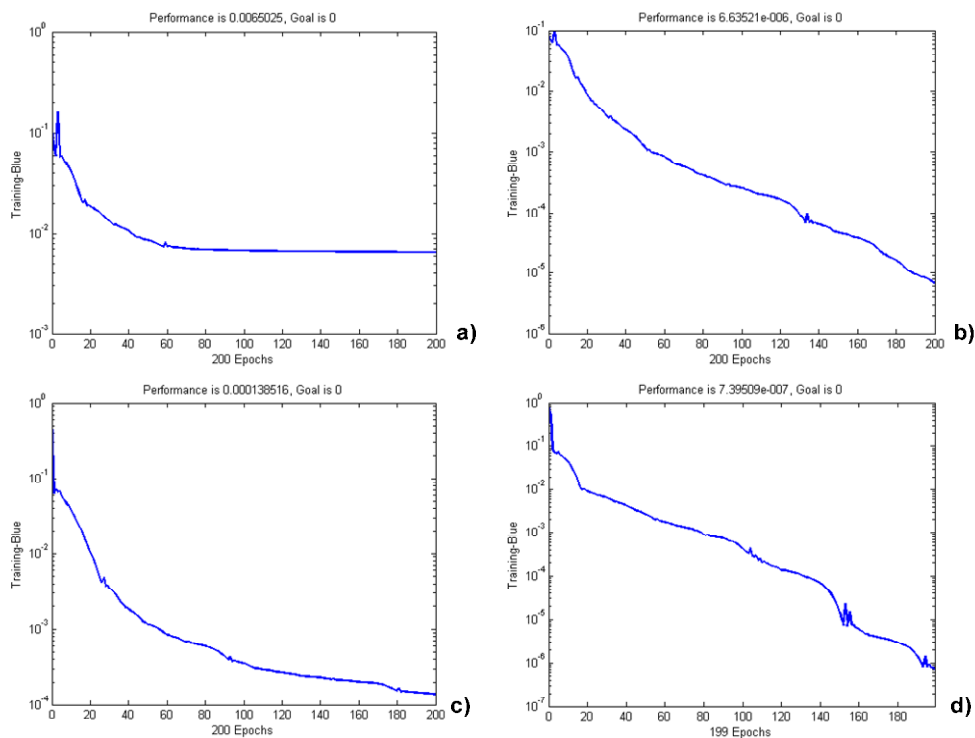 Performance is 0.0065025, Goal is 0
10^0
10^-1
10^-2
10^-3
Training-Blue
0 20 40 60 80 100 120 140 160 180 200
200 Epochs
a)
Performance is 6.63521e-006, Goal is 0
10^-1
10^-2
10^-3
10^-4
10^-5
10^-6
Training-Blue
0 20 40 60 80 100 120 140 160 180 200
200 Epochs
b)
Performance is 0.000138516, Goal is 0
10^0
10^-1
10^-2
10^-3
10^-4
Training-Blue
0 20 40 60 80 100 120 140 160 180 200
200 Epochs
c)
Performance is 7.39509e-007, Goal is 0
10^0
10^-1
10^-2
10^-3
10^-4
10^-5
10^-6
10^-7
Training-Blue
0 20 40 60 80 100 120 140 160 180
199 Epochs
d)